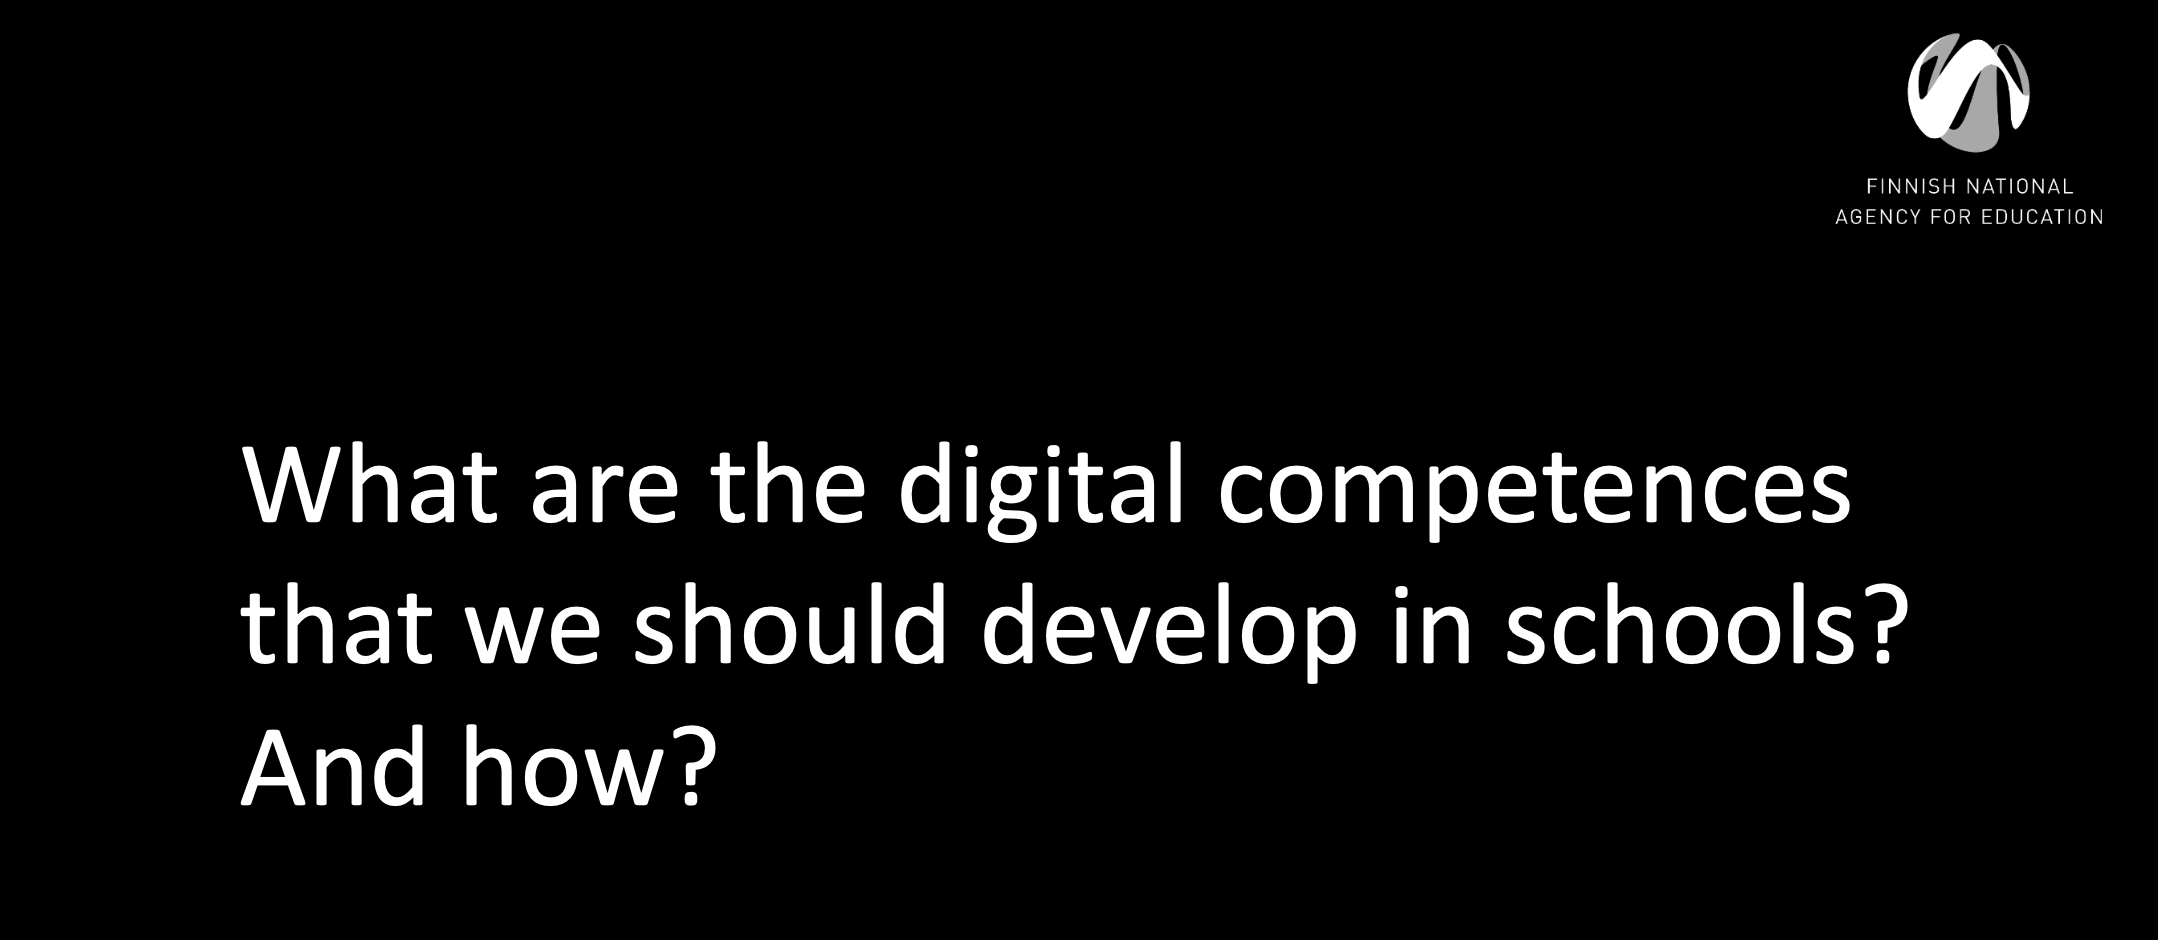 FINNISH NATIONAL
AGENCY FOR EDUCATION
What are the digital competences
that we should develop in schools?
And how?